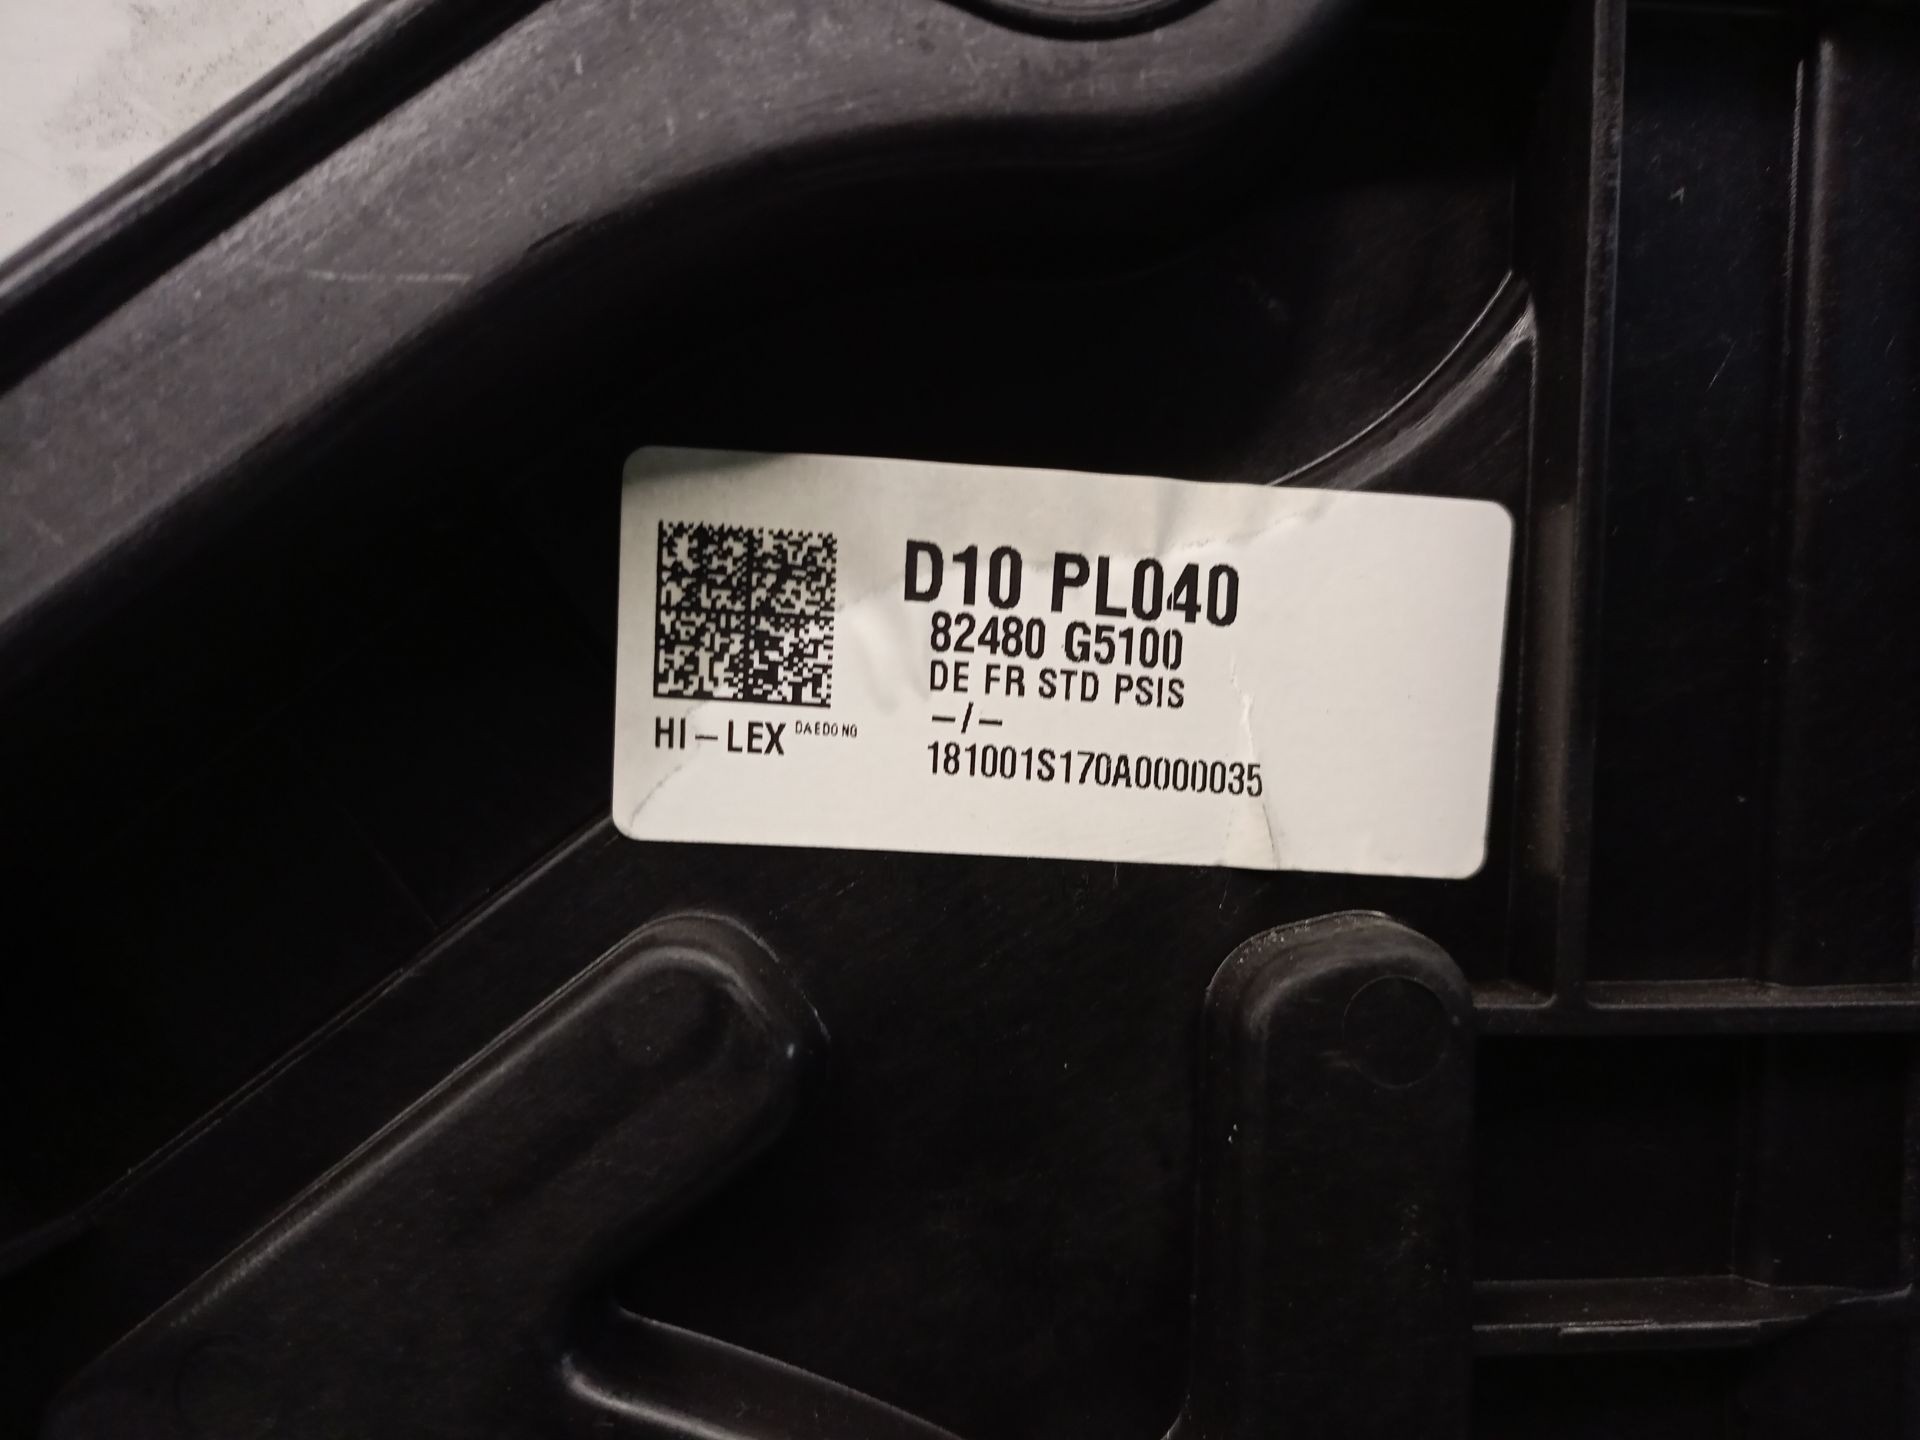 D10 PL040
82480 G5100
DE FR STD PSIS
-/-
181001S170A0000035
HI-LEX DAEDONG